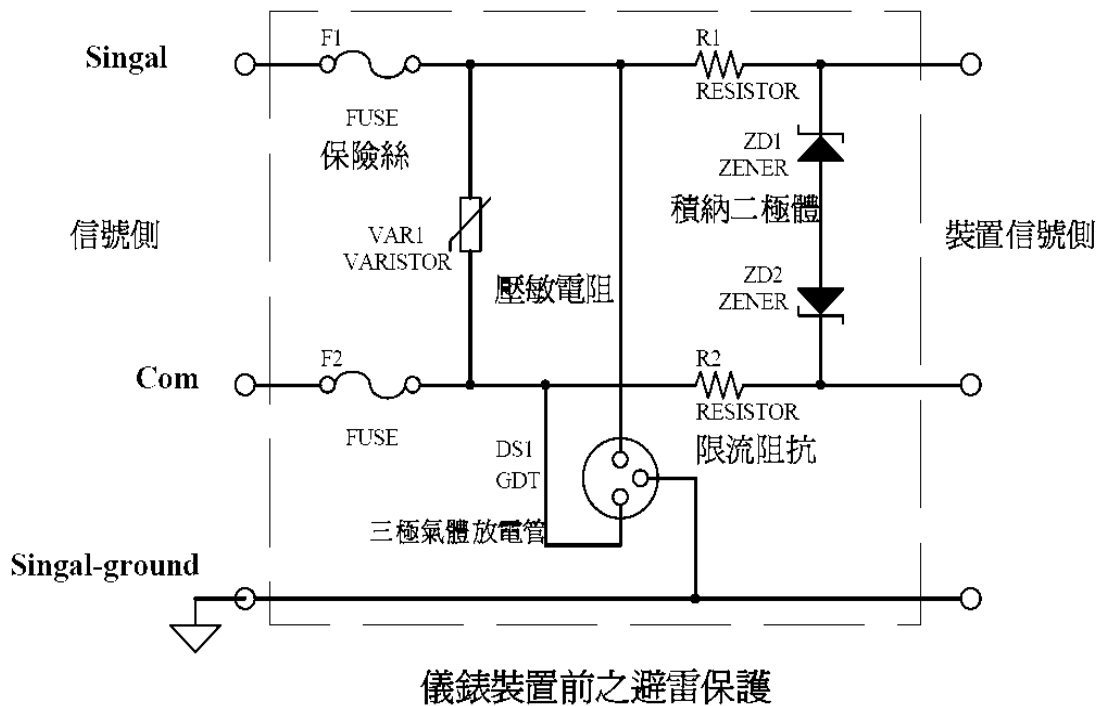 F1
R1
Singal
RESISTOR
FUSE
保險絲
ZD1
ZENER
積納二極體
信號側
裝置信號側
VAR1
VARISTOR
壓敏電阻
ZD2
ZENER
F2
R2
Com
RESISTOR
限流阻抗
FUSE
DS1
GDT
三極氣體放電管
Singal-ground
儀錶裝置前之避雷保護